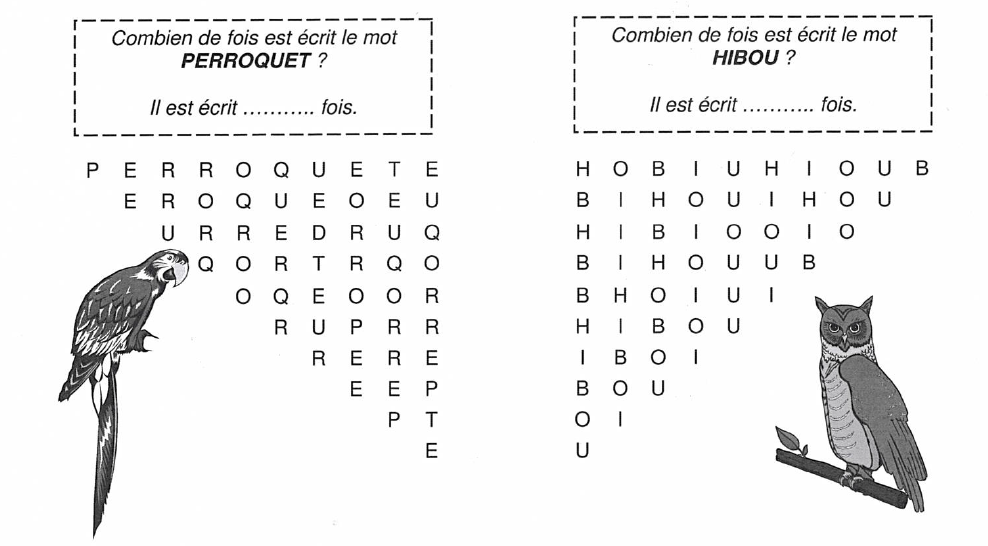 Combien de fois est écrit le mot
PERROQUET ?
Il est écrit ........... fois.
P E R R O Q U E T E
E R O Q U E O E U
U R R E D R U Q
Q O R T R Q O
O Q E O O R
R U P R R
R E R E
E E P
P T
E
Combien de fois est écrit le mot
HIBOU ?
Il est écrit ........... fois.
H O B I U H I O U B
B I H O U I H O U
H I B I O O I O
B I H O U U B
B H O I U I
H I B O U
I B O I
B O U
O I
U